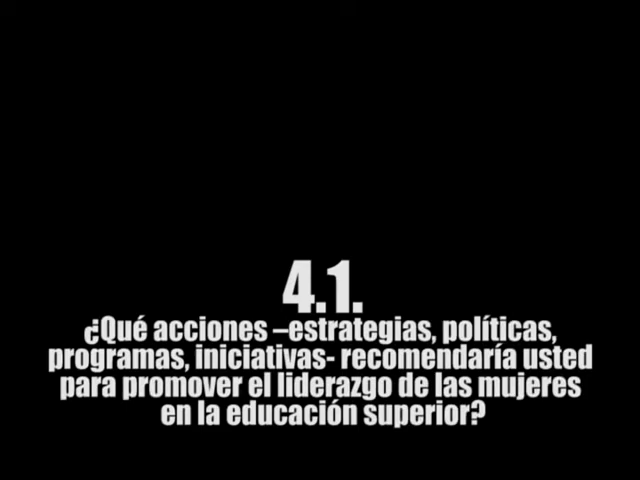 4.1.
¿Qué acciones –estrategias, políticas,
programas, iniciativas- recomendaría usted
para promover el liderazgo de las mujeres
en la educación superior?